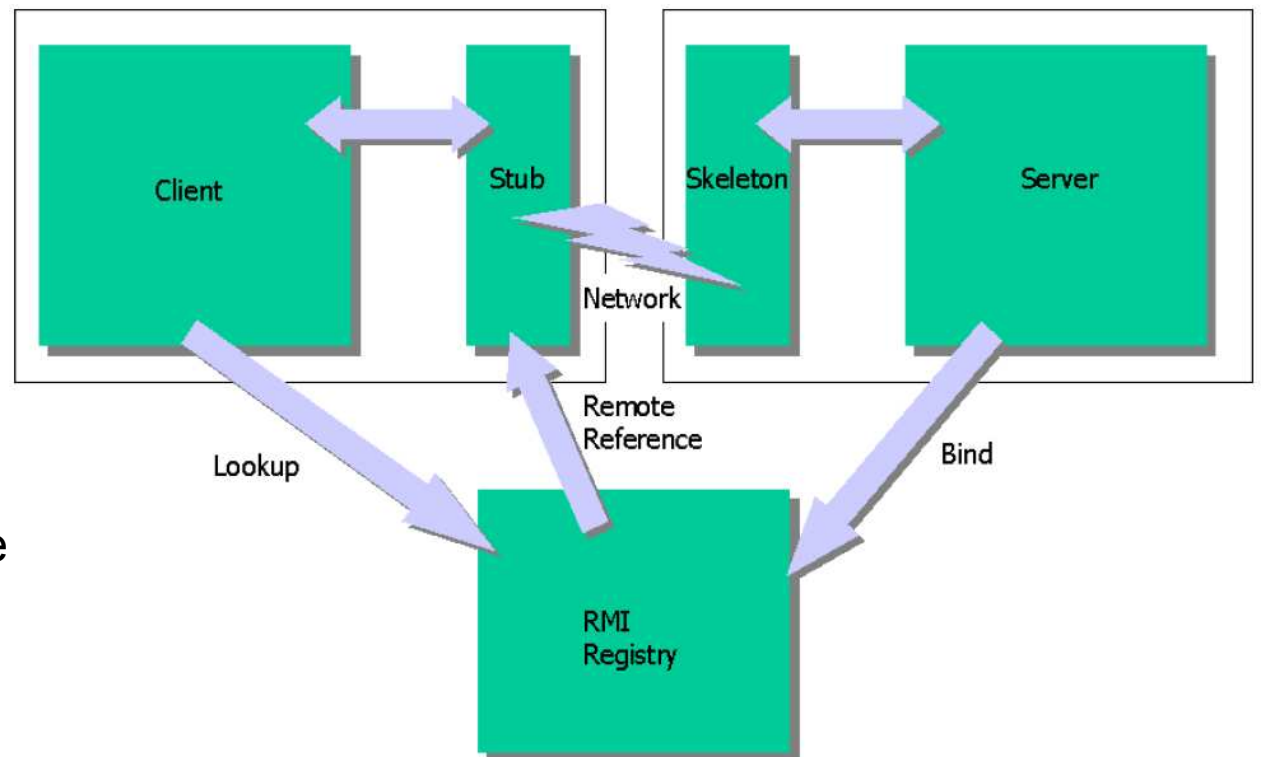 Client
Stub
Skeleton
Server
Network
Remote
Reference
Lookup
Bind
e
RMI
Registry